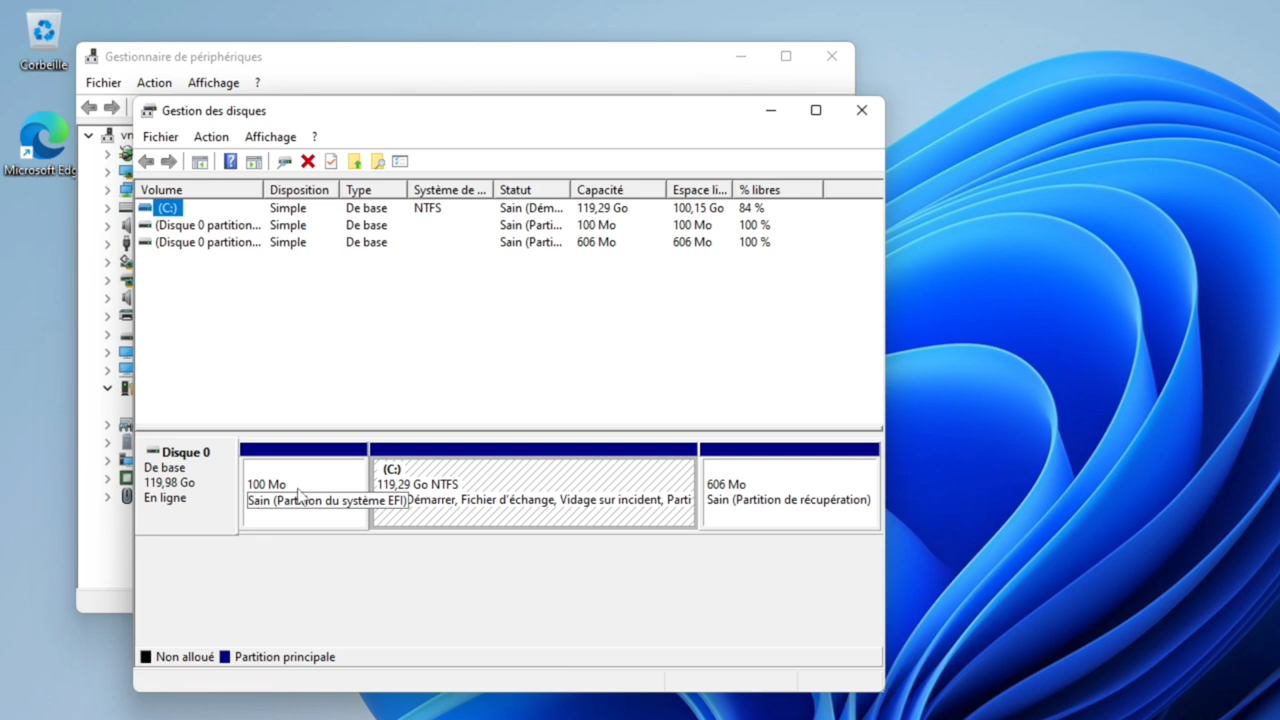 Corbeille
Microsoft Edg
Gestionnaire de périphériques
Fichier Action Affichage ?
vm
Gestion des disques
Fichier Action Affichage ?
Volume Disposition Type Système de ... Statut Capacité Espace li... % libres
(C:) Simple De base NTFS Sain (Dém... 119,29 Go 100,15 Go 84 %
(Disque 0 partition... Simple De base Sain (Parti... 100 Mo 100 Mo 100 %
(Disque 0 partition... Simple De base Sain (Parti... 606 Mo 606 Mo 100 %
Disque 0
De base
119,98 Go
En ligne
100 Mo
Sain (Partition du système EFI)
(C:)
119,29 Go NTFS
Démarrer, Fichier d'échange, Vidage sur incident, Parti
606 Mo
Sain (Partition de récupération)
Non alloué Partition principale